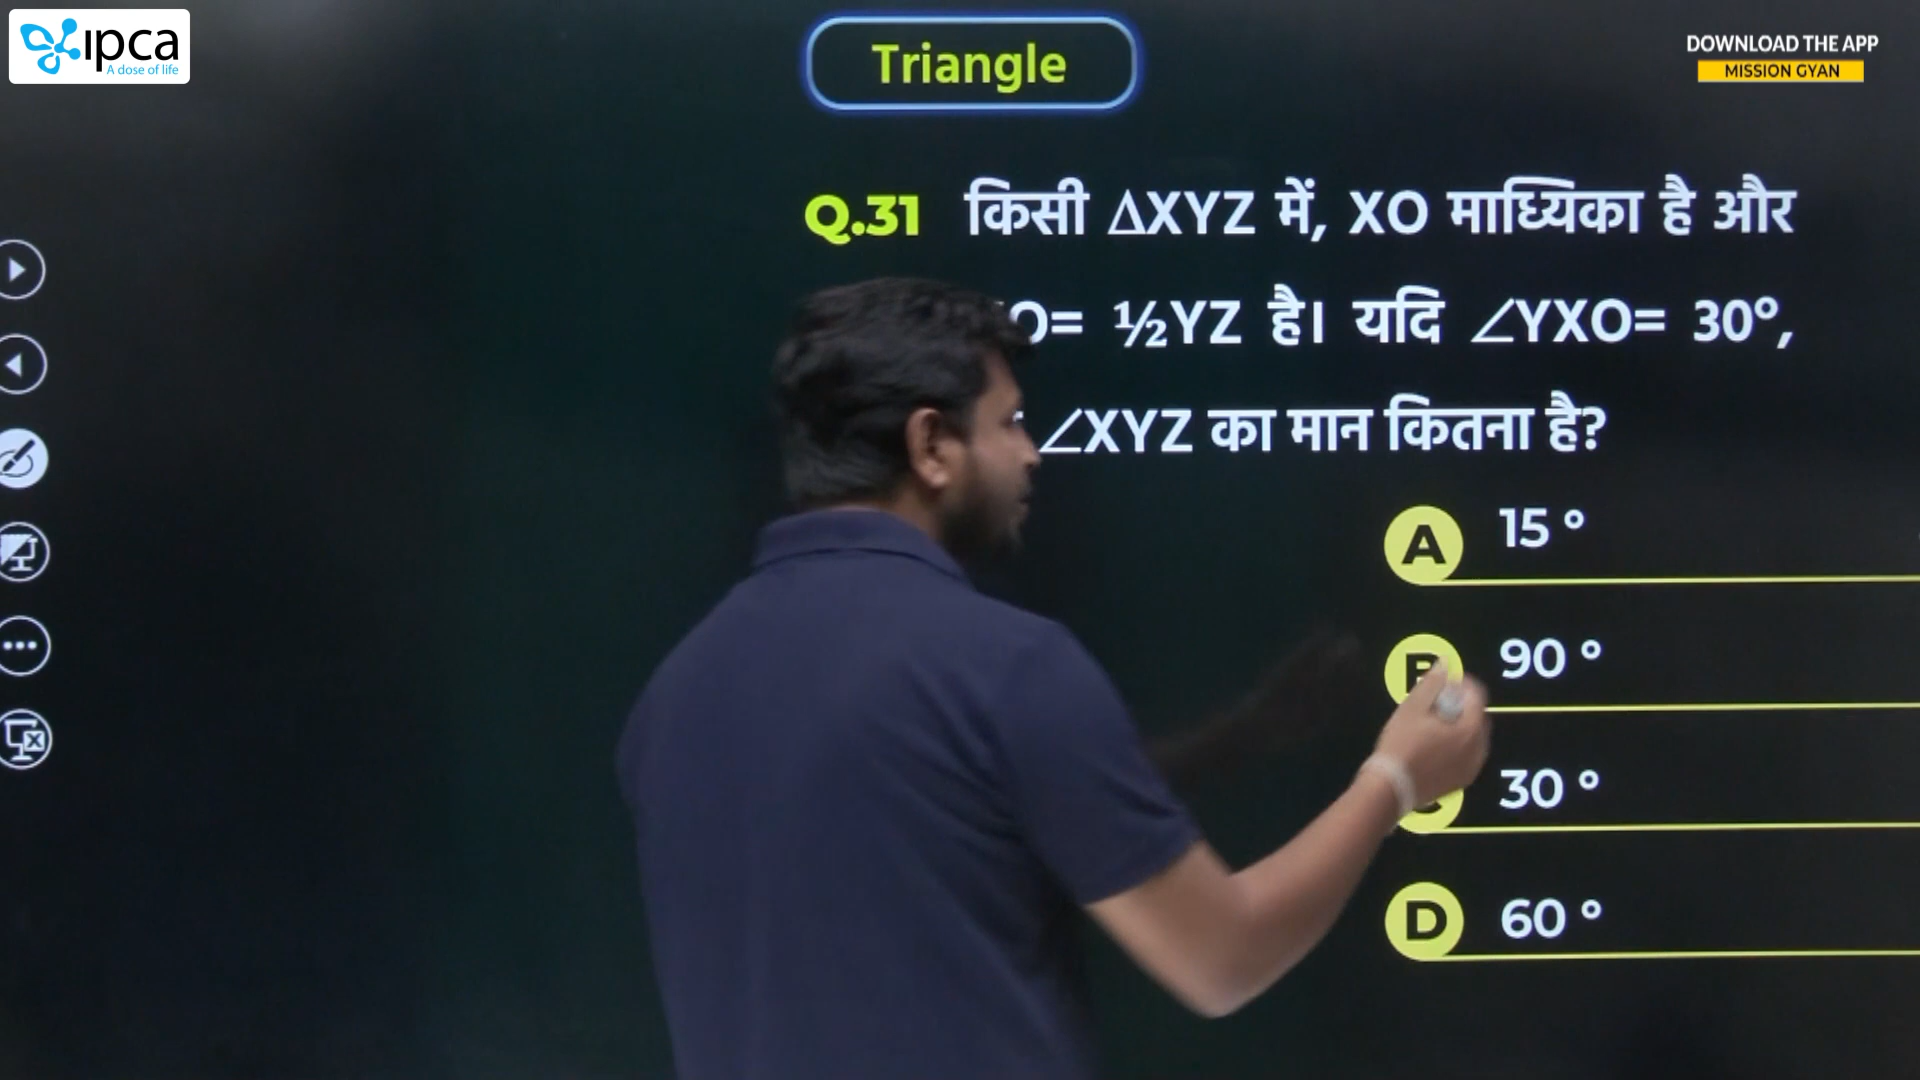 ipca
A dose of life
Triangle
DOWNLOAD THE APP
MISSION GYAN
Q.31 किसी ΔXYZ में, XO माध्यिका है और
O= ½YZ है। यदि ∠YXO= 30°,
∠XYZ का मान कितना है?
A 15 °
B 90 °
30 °
D 60 °